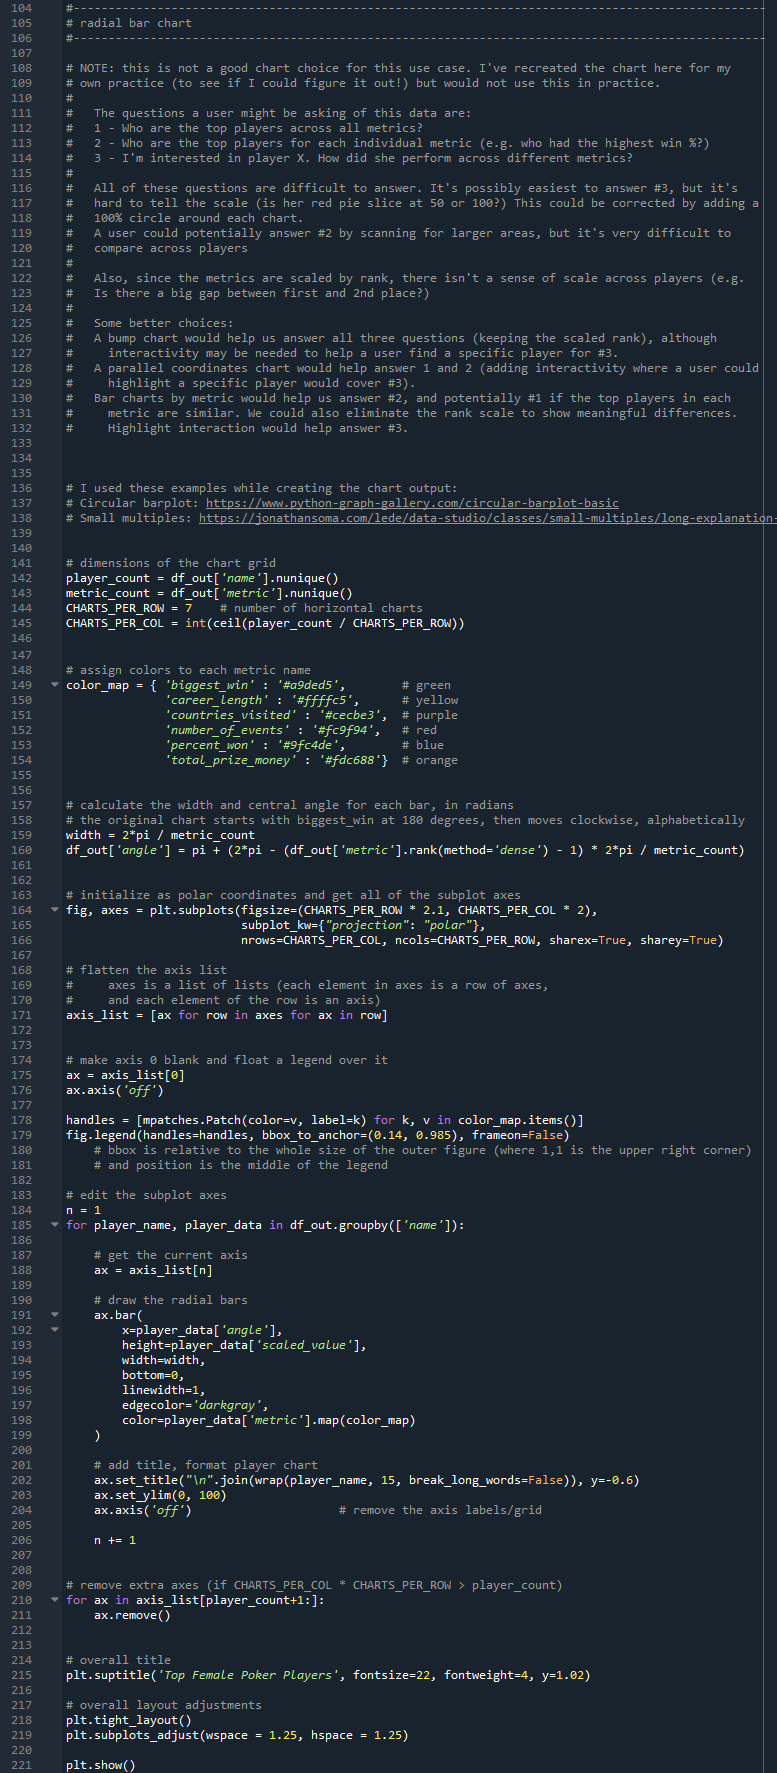 104 #---------------------------------------------------------------------------------------------------
105 # radial bar chart
106 #---------------------------------------------------------------------------------------------------
107
108 # NOTE: this is not a good chart choice for this use case. I've recreated the chart here for my
109 # own practice (to see if I could figure it out!) but would not use this in practice.
110 #
111 #   The questions a user might be asking of this data are:
112 #   1 - Who are the top players across all metrics?
113 #   2 - Who are the top players for each individual metric (e.g. who had the highest win %?)
114 #   3 - I'm interested in player X. How did she perform across different metrics?
115 #
116 #   All of these questions are difficult to answer. It's possibly easiest to answer #3, but it's
117 #   hard to tell the scale (is her red pie slice at 50 or 100?) This could be corrected by adding a
118 #   100% circle around each chart.
119 #   A user could potentially answer #2 by scanning for larger areas, but it's very difficult to
120 #   compare across players
121 #
122 #   Also, since the metrics are scaled by rank, there isn't a sense of scale across players (e.g.
123 #   Is there a big gap between first and 2nd place?)
124 #
125 #   Some better choices:
126 #   A bump chart would help us answer all three questions (keeping the scaled rank), although
127 #     interactivity may be needed to help a user find a specific player for #3.
128 #   A parallel coordinates chart would help answer 1 and 2 (adding interactivity where a user could
129 #     highlight a specific player would cover #3).
130 #   Bar charts by metric would help us answer #2, and potentially #1 if the top players in each
131 #     metric are similar. We could also eliminate the rank scale to show meaningful differences.
132 #     Highlight interaction would help answer #3.
133
134
135
136 # I used these examples while creating the chart output:
137 # Circular barplot: https://www.python-graph-gallery.com/circular-barplot-basic
138 # Small multiples: https://jonathansoma.com/lede/data-studio/classes/small-multiples/long-explanation-
139
140
141 # dimensions of the chart grid
142 player_count = df_out['name'].nunique()
143 metric_count = df_out['metric'].nunique()
144 CHARTS_PER_ROW = 7    # number of horizontal charts
145 CHARTS_PER_COL = int(ceil(player_count / CHARTS_PER_ROW))
146
147
148 # assign colors to each metric name
149 color_map = { 'biggest_win' : '#a9ded5',        # green
150               'career_length' : '#ffffc5',      # yellow
151               'countries_visited' : '#cecbe3',  # purple
152               'number_of_events' : '#fc9f94',   # red
153               'percent_won' : '#9fc4de',        # blue
154               'total_prize_money' : '#fdc688'}  # orange
155
156
157 # calculate the width and central angle for each bar, in radians
158 # the original chart starts with biggest_win at 180 degrees, then moves clockwise, alphabetically
159 width = 2*pi / metric_count
160 df_out['angle'] = pi + (2*pi - (df_out['metric'].rank(method='dense') - 1) * 2*pi / metric_count)
161
162
163 # initialize as polar coordinates and get all of the subplot axes
164 fig, axes = plt.subplots(figsize=(CHARTS_PER_ROW * 2.1, CHARTS_PER_COL * 2),
165                          subplot_kw={"projection": "polar"},
166                          nrows=CHARTS_PER_COL, ncols=CHARTS_PER_ROW, sharex=True, sharey=True)
167
168 # flatten the axis list
169 #     axes is a list of lists (each element in axes is a row of axes,
170 #     and each element of the row is an axis)
171 axis_list = [ax for row in axes for ax in row]
172
173
174 # make axis 0 blank and float a legend over it
175 ax = axis_list[0]
176 ax.axis('off')
177
178 handles = [mpatches.Patch(color=v, label=k) for k, v in color_map.items()]
179 fig.legend(handles=handles, bbox_to_anchor=(0.14, 0.985), frameon=False)
180     # bbox is relative to the whole size of the outer figure (where 1,1 is the upper right corner)
181     # and position is the middle of the legend
182
183 # edit the subplot axes
184 n = 1
185 for player_name, player_data in df_out.groupby(['name']):
186
187     # get the current axis
188     ax = axis_list[n]
189
190     # draw the radial bars
191     ax.bar(
192         x=player_data['angle'],
193         height=player_data['scaled_value'],
194         width=width,
195         bottom=0,
196         linewidth=1,
197         edgecolor='darkgray',
198         color=player_data['metric'].map(color_map)
199     )
200
201     # add title, format player chart
202     ax.set_title("\n".join(wrap(player_name, 15, break_long_words=False)), y=-0.6)
203     ax.set_ylim(0, 100)
204     ax.axis('off')                     # remove the axis labels/grid
205
206     n += 1
207
208
209 # remove extra axes (if CHARTS_PER_COL * CHARTS_PER_ROW > player_count)
210 for ax in axis_list[player_count+1:]:
211     ax.remove()
212
213
214 # overall title
215 plt.suptitle('Top Female Poker Players', fontsize=22, fontweight=4, y=1.02)
216
217 # overall layout adjustments
218 plt.tight_layout()
219 plt.subplots_adjust(wspace = 1.25, hspace = 1.25)
220
221 plt.show()